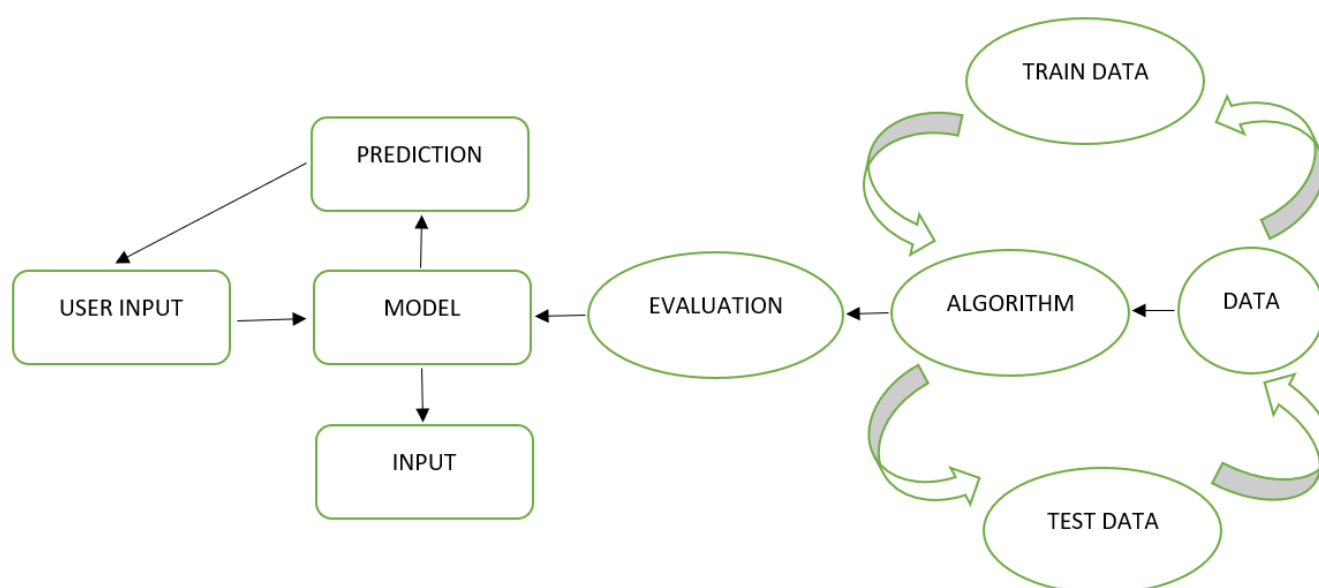 TRAIN DATA
PREDICTION
USER INPUT
MODEL
EVALUATION
ALGORITHM
DATA
INPUT
TEST DATA